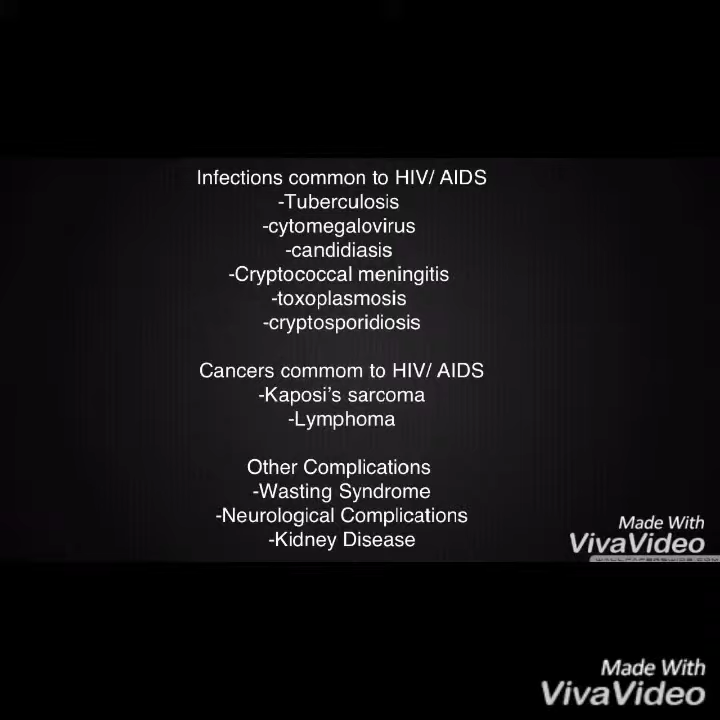 Infections common to HIV/ AIDS
-Tuberculosis
-cytomegalovirus
-candidiasis
-Cryptococcal meningitis
-toxoplasmosis
-cryptosporidiosis
Cancers commom to HIV/ AIDS
-Kaposi's sarcoma
-Lymphoma
Other Complications
-Wasting Syndrome
-Neurological Complications
-Kidney Disease
Made With
VivaVideo
Made With
VivaVideo